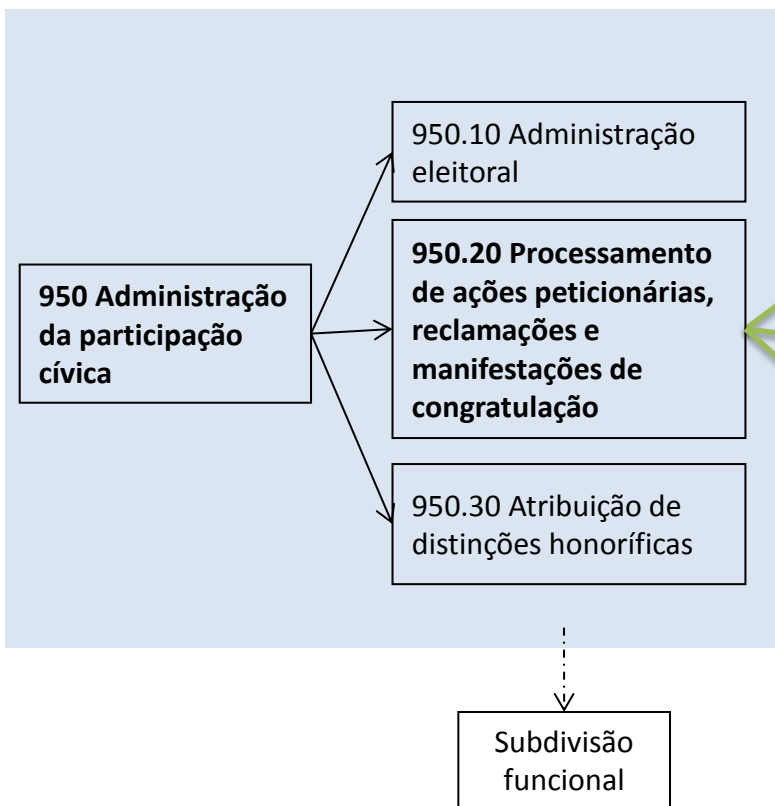 950.10 Administração
eleitoral
950 Administração
da participação
cívica
950.20 Processamento
de ações peticionárias,
reclamações e
manifestações de
congratulação
950.30 Atribuição de
distinções honoríficas
Subdivisão
funcional